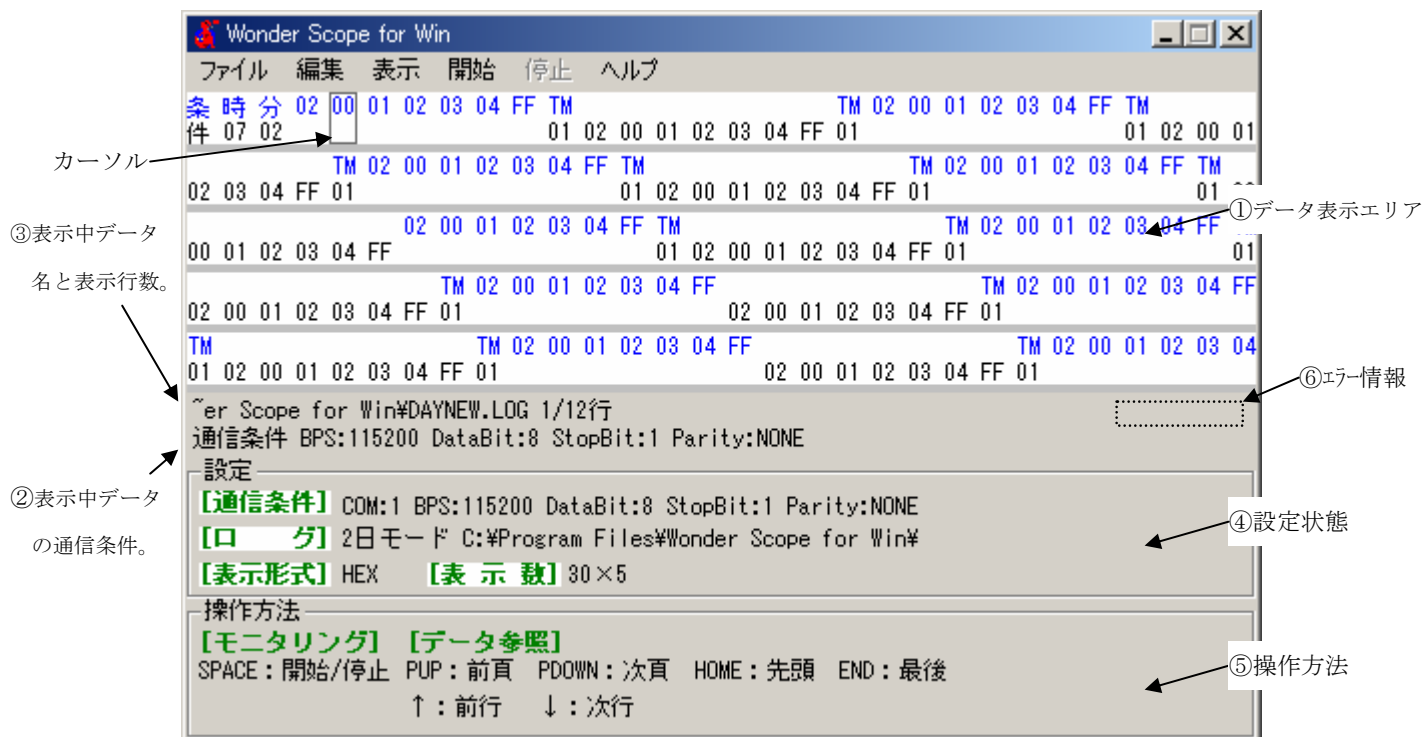 Wonder Scope for Win
ファイル 編集 表示 開始 停止 ヘルプ
条 時 分 02 00 01 02 03 04 FF TM TM 02 00 01 02 03 04 FF TM
件 07 02 01 02 00 01 02 03 04 FF 01 01 02 00 01
カーソル
TM 02 00 01 02 03 04 FF TM TM 02 00 01 02 03 04 FF TM
02 03 04 FF 01 01 02 00 01 02 03 04 FF 01 01
①データ表示エリア
③表示中データ
名と表示行数。
02 00 01 02 03 04 FF TM TM 02 00 01 02 03 04 FF
00 01 02 03 04 FF 01 02 00 01 02 03 04 FF 01 01
TM 02 00 01 02 03 04 FF TM 02 00 01 02 03 04 FF
02 00 01 02 03 04 FF 01 02 00 01 02 03 04 FF 01
TM TM 02 00 01 02 03 04 FF TM 02 00 01 02 03 04
01 02 00 01 02 03 04 FF 01 02 00 01 02 03 04 FF 01
⑥エラー情報
~er Scope for Win¥DAYNEW.LOG 1/12行
通信条件 BPS:115200 DataBit:8 StopBit:1 Parity:NONE
②表示中データ
の通信条件。
設定
[通信条件] COM:1 BPS:115200 DataBit:8 StopBit:1 Parity:NONE
[ロ グ] 2日モード C:¥Program Files¥Wonder Scope for Win¥
[表示形式] HEX [表 示 数] 30×5
④設定状態
操作方法
[モニタリング] [データ参照]
SPACE:開始/停止 PUP:前頁 PDOWN:次頁 HOME:先頭 END:最後
↑:前行 ↓:次行
⑤操作方法